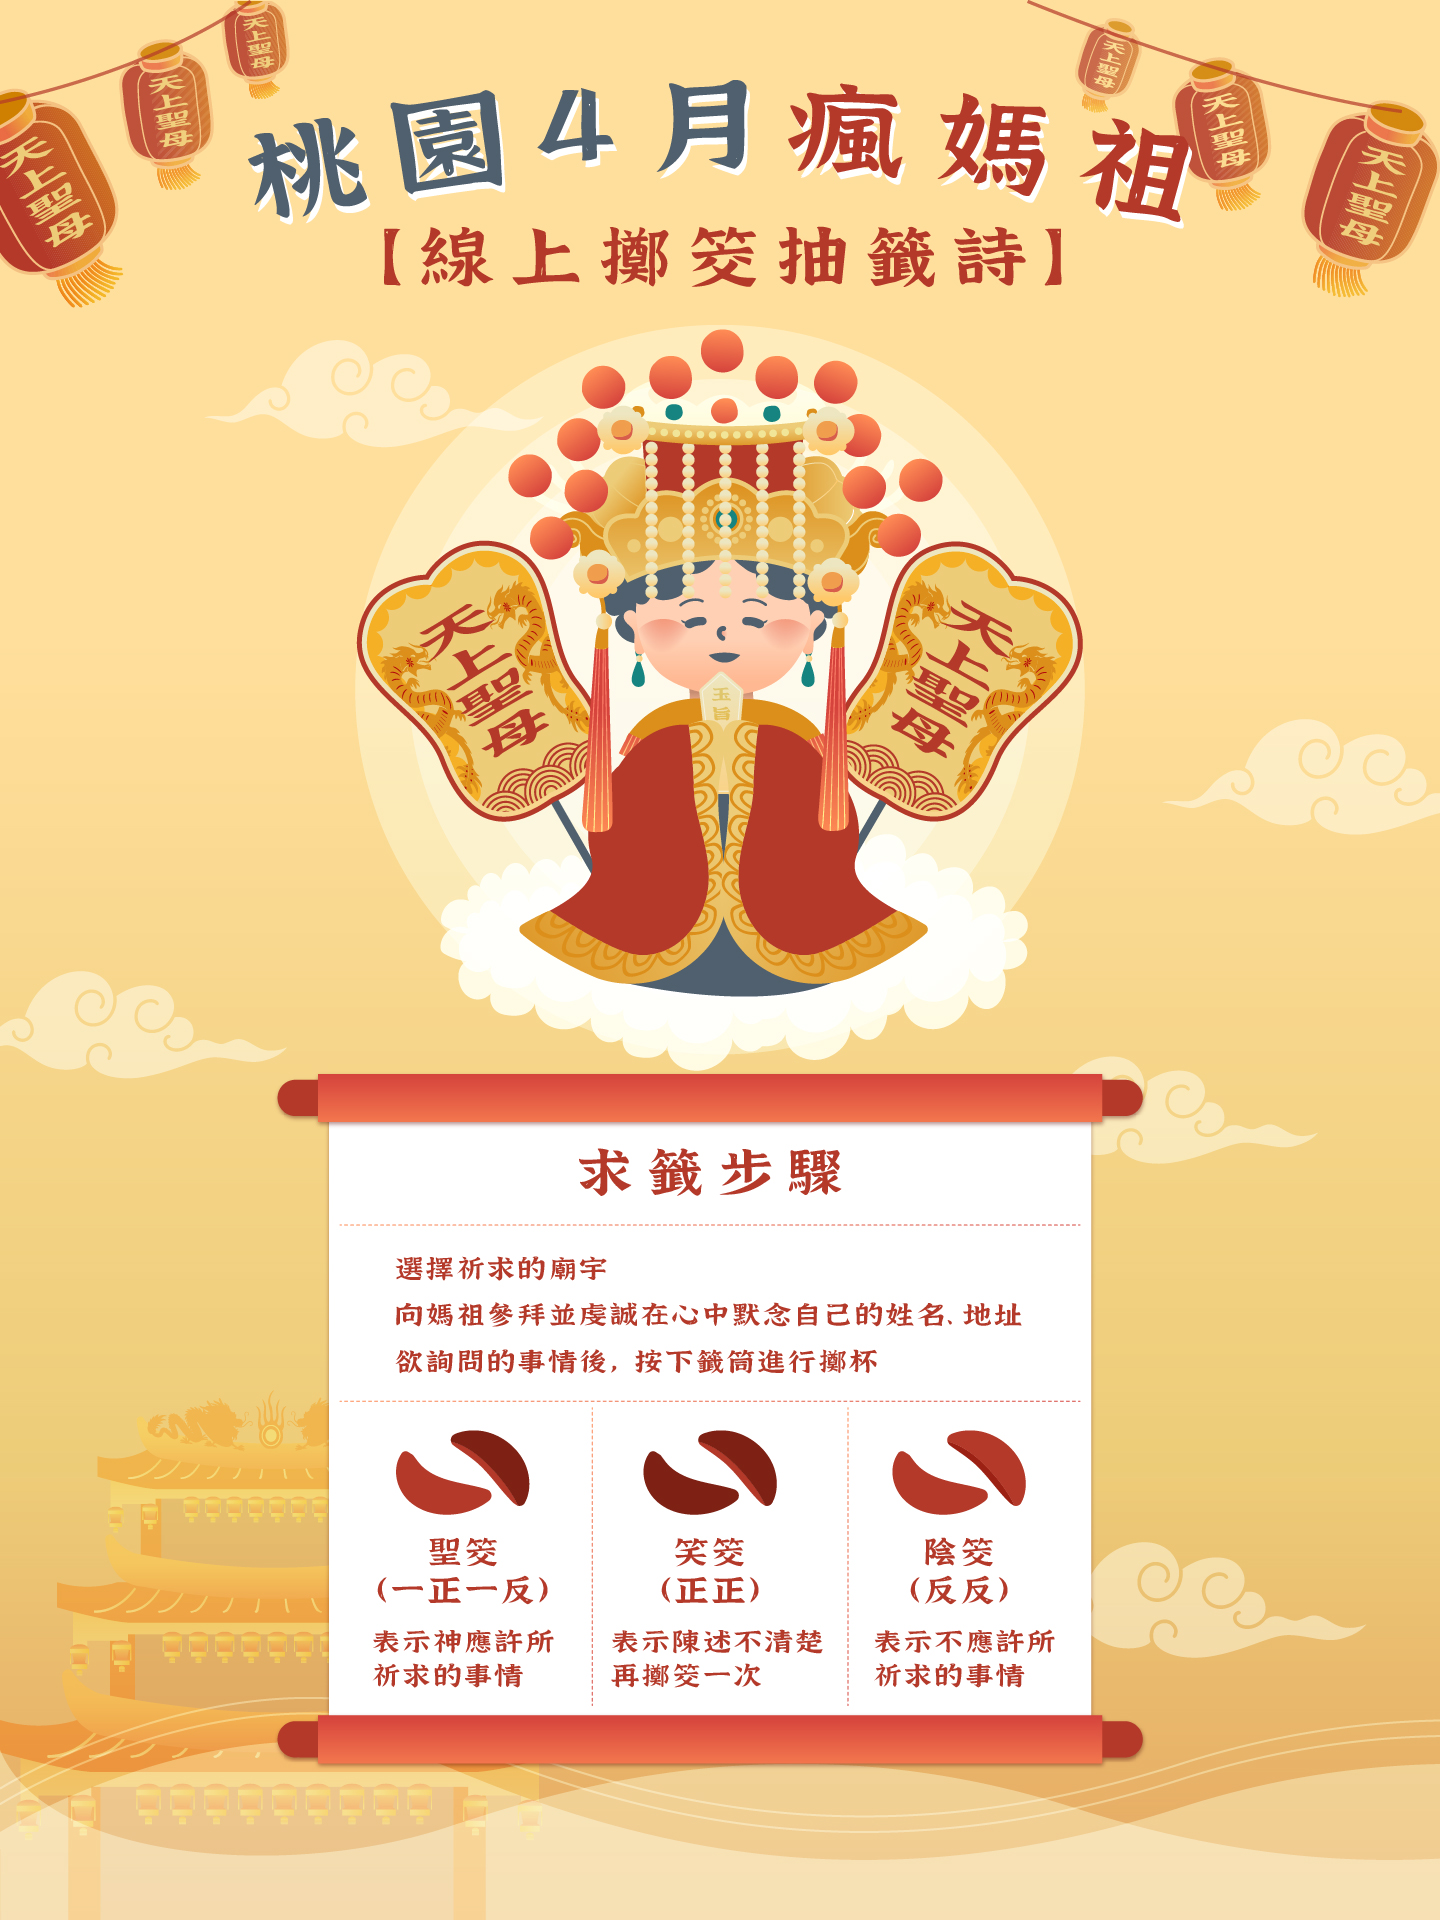 天上聖母
天上聖母
天上聖母
天上聖母
天上聖母
天上聖母
桃園4月瘋媽祖
【線上擲筊抽籤詩】
天上聖母
天上聖母
玉旨
求籤步驟
選擇祈求的廟宇
向媽祖參拜並虔誠在心中默念自己的姓名、地址
欲詢問的事情後，按下籤筒進行擲杯
聖筊
(一正一反)
表示神應許所
祈求的事情
笑筊
(正正)
表示陳述不清楚
再擲筊一次
陰筊
(反反)
表示不應許所
祈求的事情